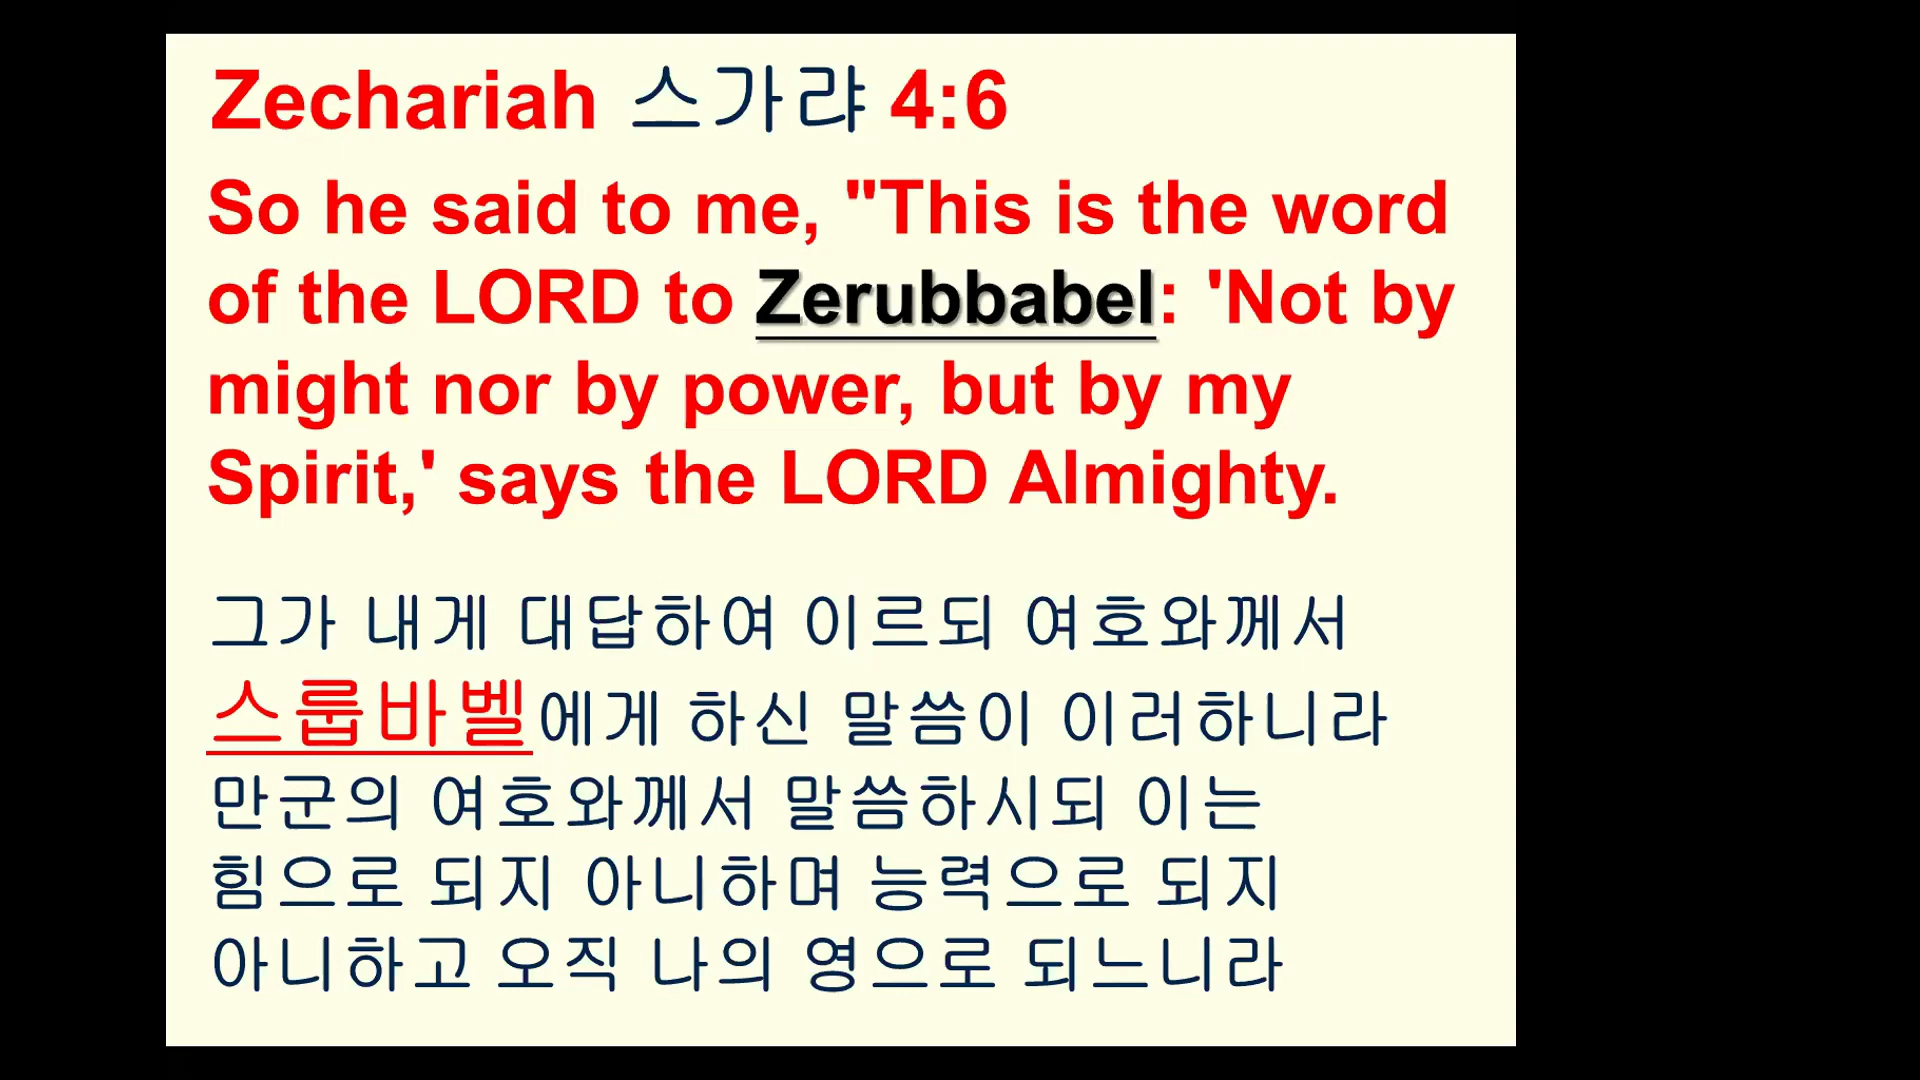 Zechariah 스가랴 4:6
So he said to me, "This is the word
of the LORD to Zerubbabel: 'Not by
might nor by power, but by my
Spirit,' says the LORD Almighty.
그가 내게 대답하여 이르되 여호와께서
스룹바벨에게 하신 말씀이 이러하니라
만군의 여호와께서 말씀하시되 이는
힘으로 되지 아니하며 능력으로 되지
아니하고 오직 나의 영으로 되느니라